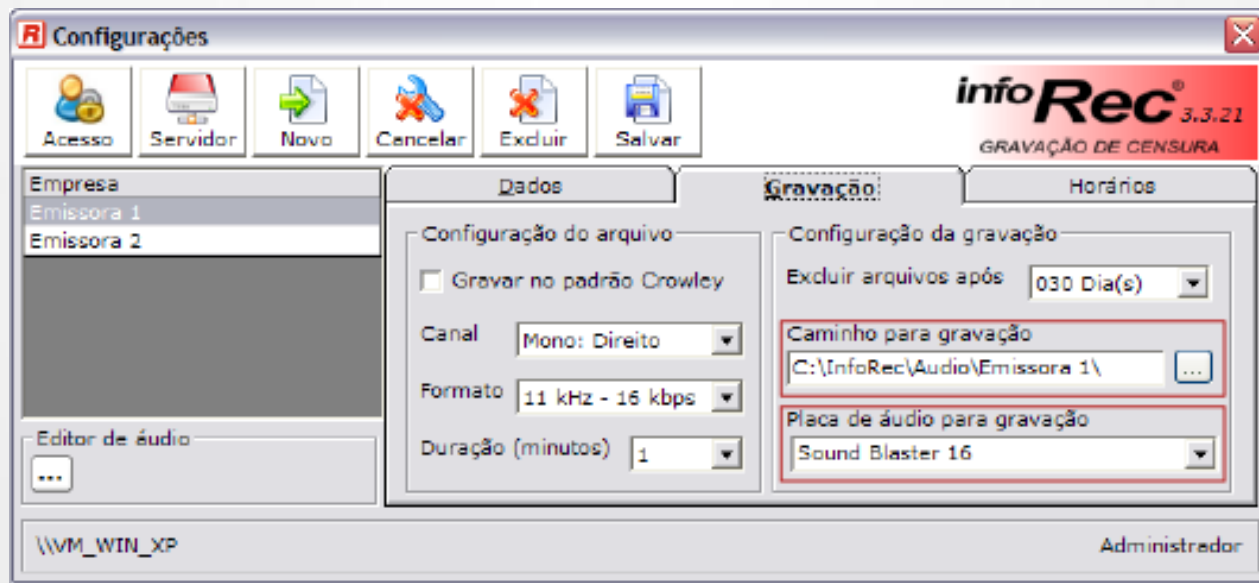 Configurações
Acesso Servidor Novo Cancelar Excluir Salvar
infoRec® 3.3.21
GRAVAÇÃO DE CENSURA
Empresa
Emissora 1
Emissora 2
Editor de áudio
...
Dados Gravação Horários
Configuração do arquivo
Gravar no padrão Crowley
Canal Mono: Direito
Formato 11 kHz - 16 kbps
Duração (minutos) 1
Configuração da gravação
Excluir arquivos após 030 Dia(s)
Caminho para gravação
C:\InfoRec\Audio\Emissora 1\ ...
Placa de áudio para gravação
Sound Blaster 16
\\VM_WIN_XP Administrador